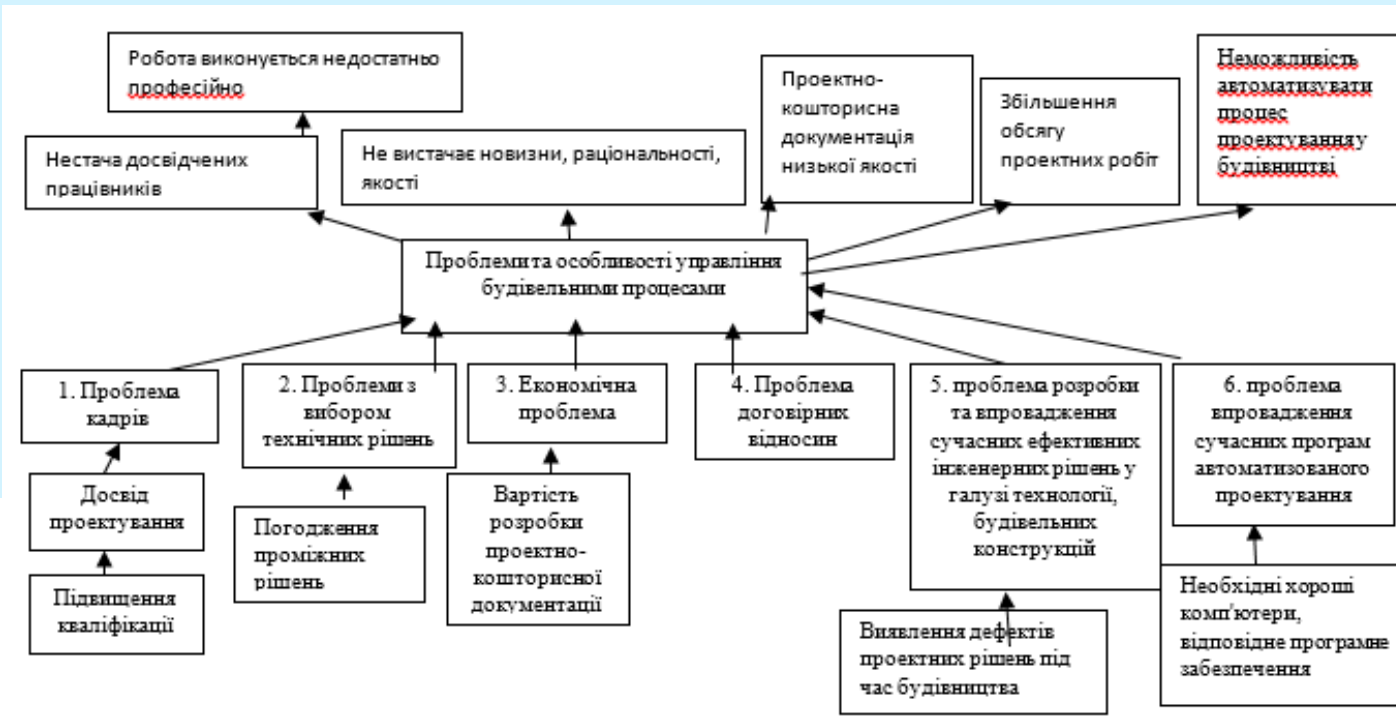 Робота виконується недостатньо
професійно
Нестача досвідчених
працівників
Не вистачає новизни, раціональності,
якості
Проектно-
кошторисна
документація
низької якості
Збільшення
обсягу
проектних робіт
Неможливість
автоматизувати
процес
проектування у
будівництві
Проблеми та особливості управління
будівельними процесами
1. Проблема
кадрів
2. Проблеми з
вибором
технічних рішень
3. Економічна
проблема
4. Проблема
договірних
відносин
5. проблема розробки
та впровадження
сучасних ефективних
інженерних рішень у
галузі технології,
будівельних
конструкцій
6. проблема
впровадження
сучасних програм
автоматизованого
проектування
Досвід
проектування
Підвищення
кваліфікації
Погодження
проміжних
рішень
Вартість
розробки
проектно-
кошторисної
документації
Виявлення дефектів
проектних рішень під
час будівництва
Необхідні хороші
комп'ютери,
відповідне програмне
забезпечення